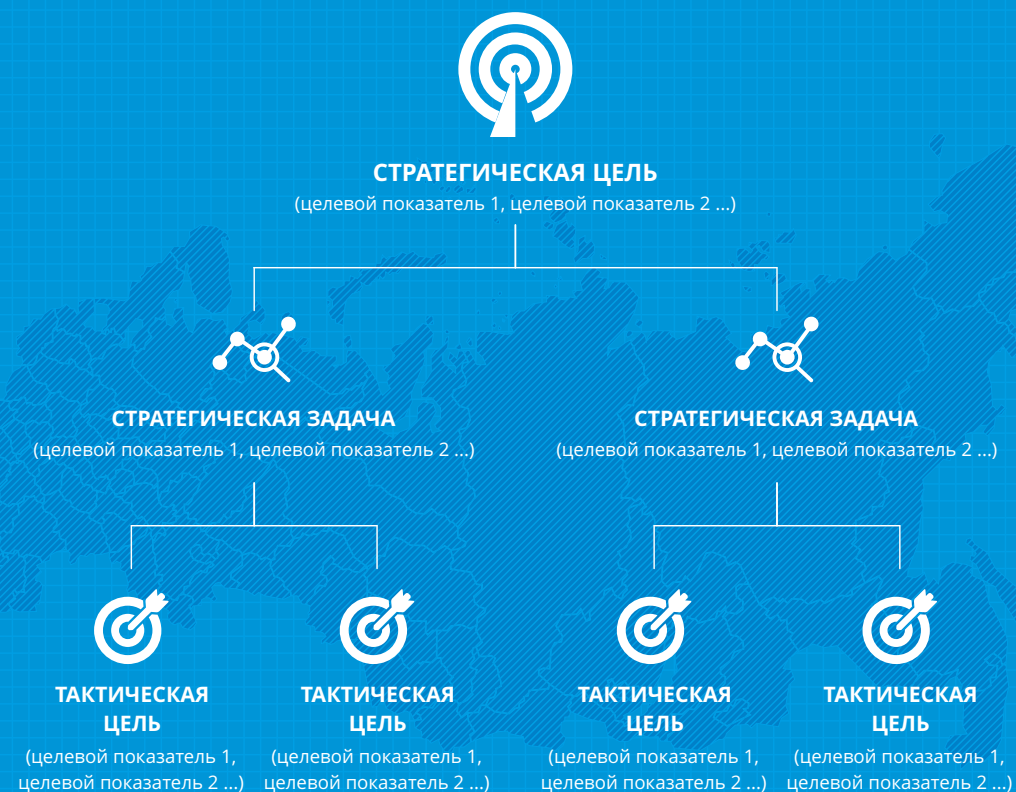 СТРАТЕГИЧЕСКАЯ ЦЕЛЬ
(целевой показатель 1, целевой показатель 2 ...)
СТРАТЕГИЧЕСКАЯ ЗАДАЧА
(целевой показатель 1, целевой показатель 2 ...)
СТРАТЕГИЧЕСКАЯ ЗАДАЧА
(целевой показатель 1, целевой показатель 2 ...)
ТАКТИЧЕСКАЯ
ЦЕЛЬ
(целевой показатель 1,
целевой показатель 2 ...)
ТАКТИЧЕСКАЯ
ЦЕЛЬ
(целевой показатель 1,
целевой показатель 2 ...)
ТАКТИЧЕСКАЯ
ЦЕЛЬ
(целевой показатель 1,
целевой показатель 2 ...)
ТАКТИЧЕСКАЯ
ЦЕЛЬ
(целевой показатель 1,
целевой показатель 2 ...)